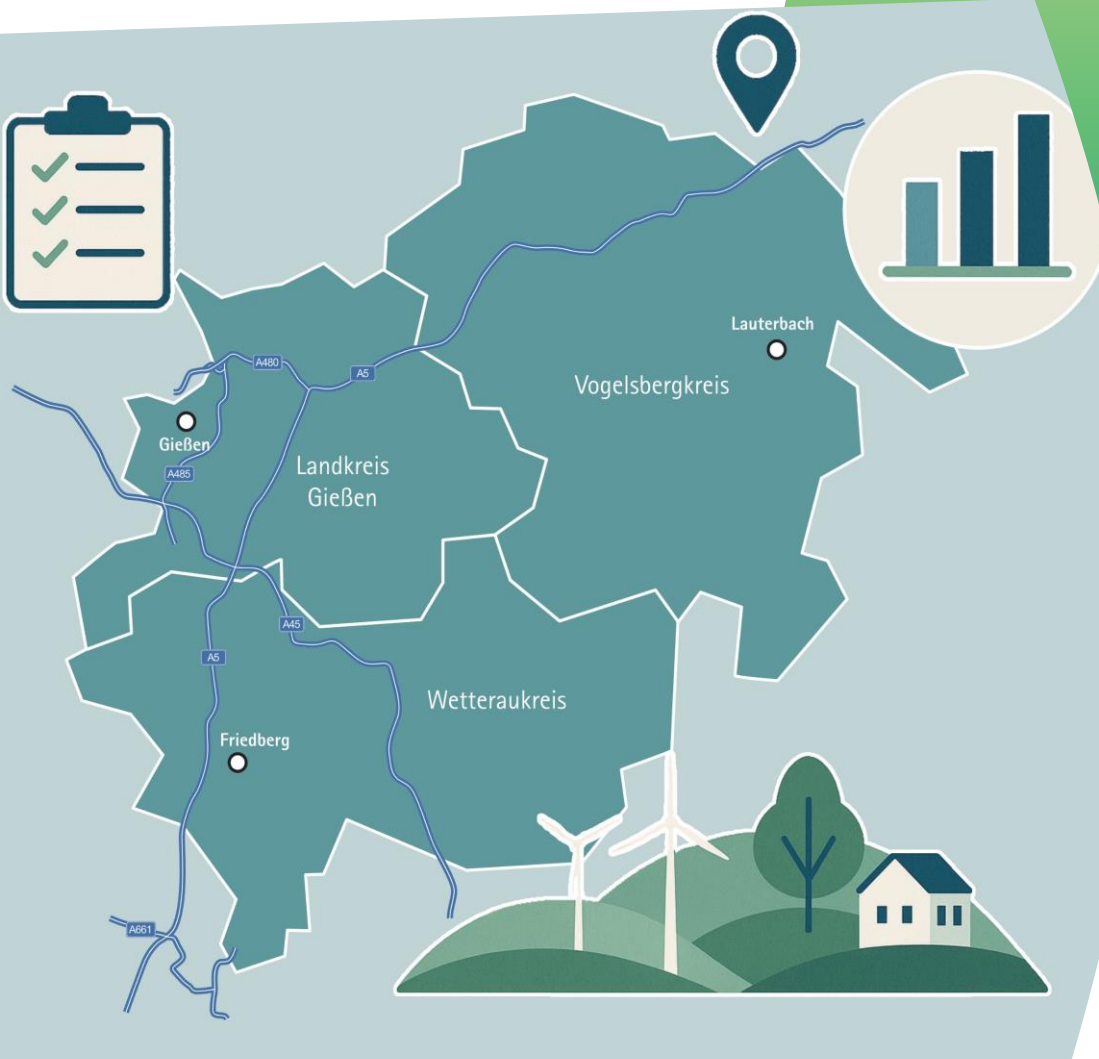 Lauterbach
A480
A5
Vogelsbergkreis
Gießen
A485
Landkreis
Gießen
A45
A5
Wetteraukreis
Friedberg
A661